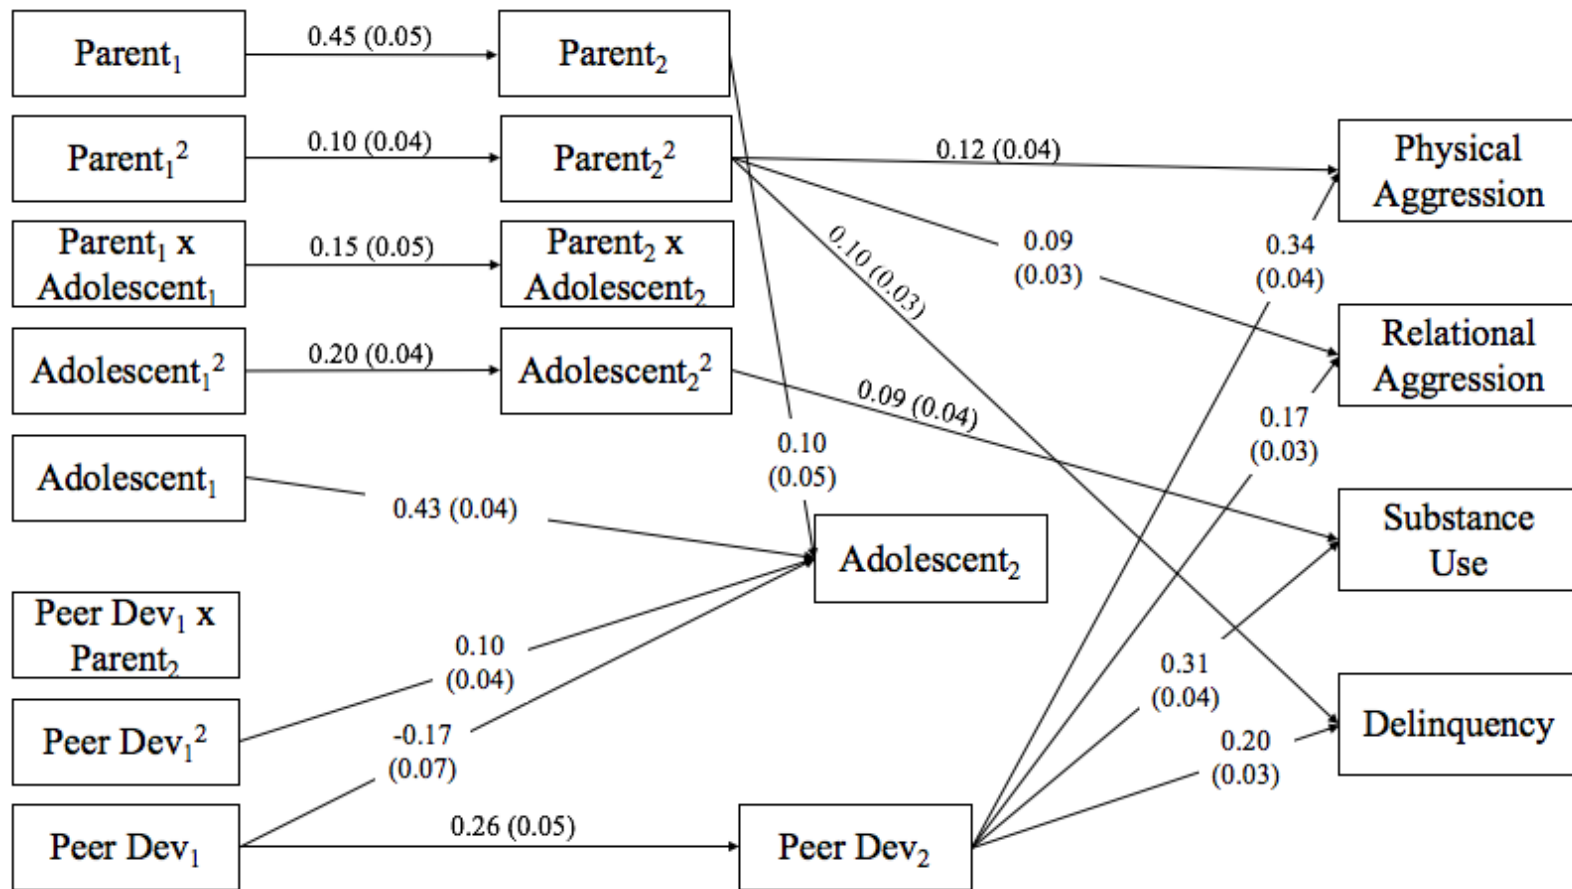 Parent₁
0.45 (0.05)
Parent₂
Parent₁²
0.10 (0.04)
Parent₂²
0.12 (0.04)
Physical
Aggression
Parent₁ x
Adolescent₁
0.15 (0.05)
Parent₂ x
Adolescent₂
0.10 (0.03)
0.09
(0.03)
0.34
(0.04)
Adolescent₁²
0.20 (0.04)
Adolescent₂²
0.09 (0.04)
Relational
Aggression
Adolescent₁
0.43 (0.04)
0.10
(0.05)
0.17
(0.03)
Adolescent₂
Substance
Use
Peer Dev₁ x
Parent₂
0.10
(0.04)
0.31
(0.04)
Peer Dev₁²
-0.17
(0.07)
0.20
(0.03)
Delinquency
Peer Dev₁
0.26 (0.05)
Peer Dev₂